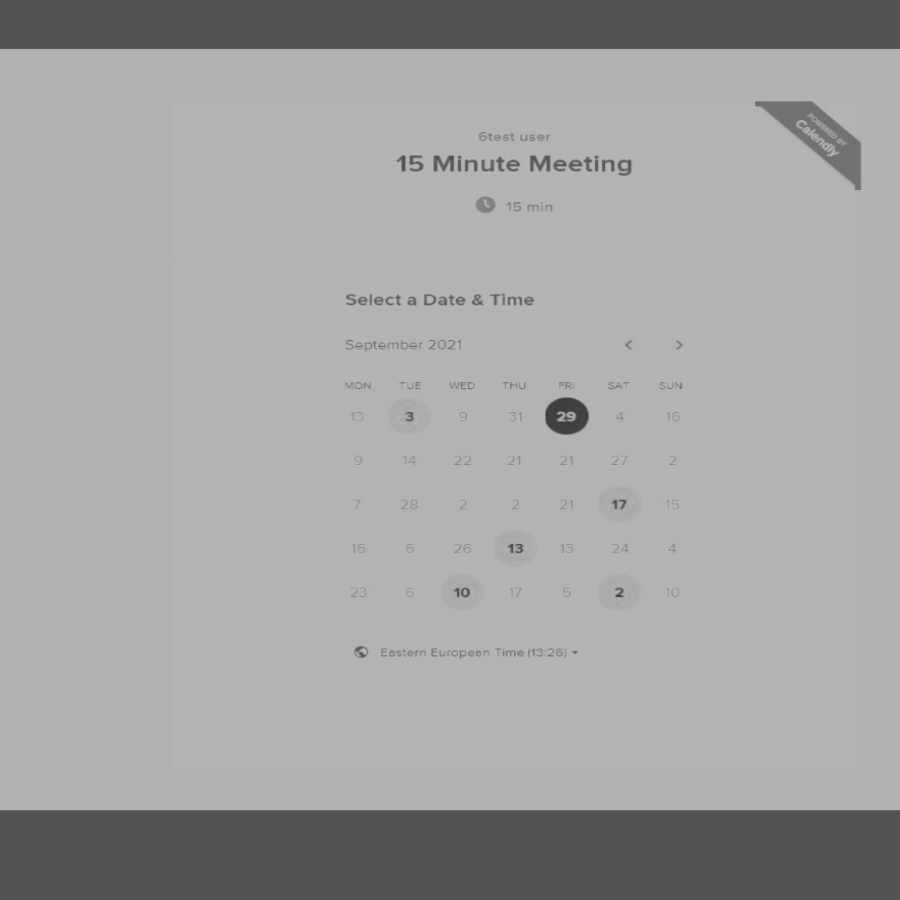 POWERED BY
Calendly
6test user
15 Minute Meeting
15 min
Select a Date & Time
September 2021
MON TUE WED THU FRI SAT SUN
13 3 9 31 29 4 16
9 14 22 21 21 27 2
7 28 2 2 21 17 15
16 6 26 13 13 24 4
23 6 10 17 5 2 10
Eastern European Time (13:26)